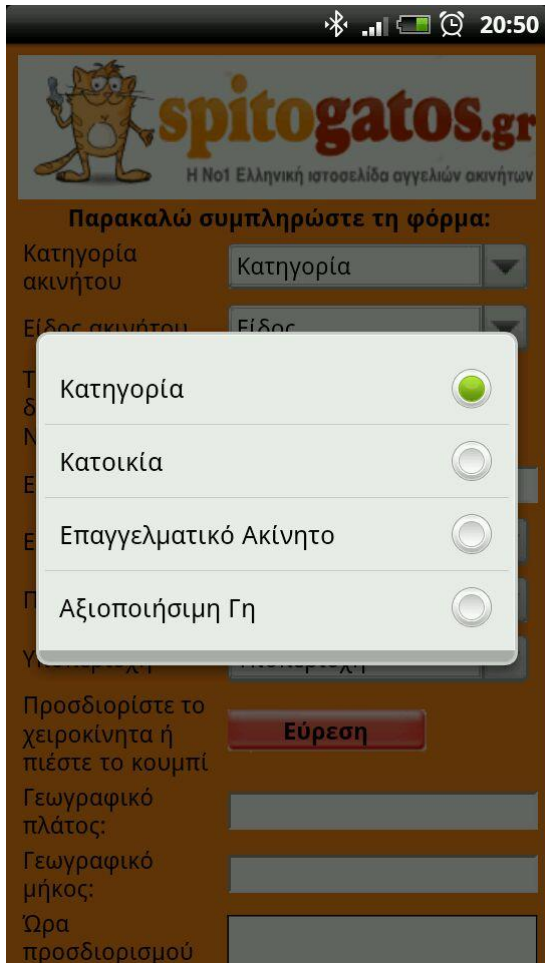 20:50
spitogatos.gr
Η Νο1 Ελληνική ιστοσελίδα αγγελιών ακινήτων
Παρακαλώ συμπληρώστε τη φόρμα:
Κατηγορία
ακινήτου
Κατηγορία
Είδος ακινήτου
Είδος
Κατηγορία
Κατοικία
Επαγγελματικό Ακίνητο
Αξιοποιήσιμη Γη
Υποπεριοχή
Υποπεριοχή
Προσδιορίστε το
χειροκίνητα ή
πιέστε το κουμπί
Εύρεση
Γεωγραφικό
πλάτος:
Γεωγραφικό
μήκος:
Ώρα
προσδιορισμού